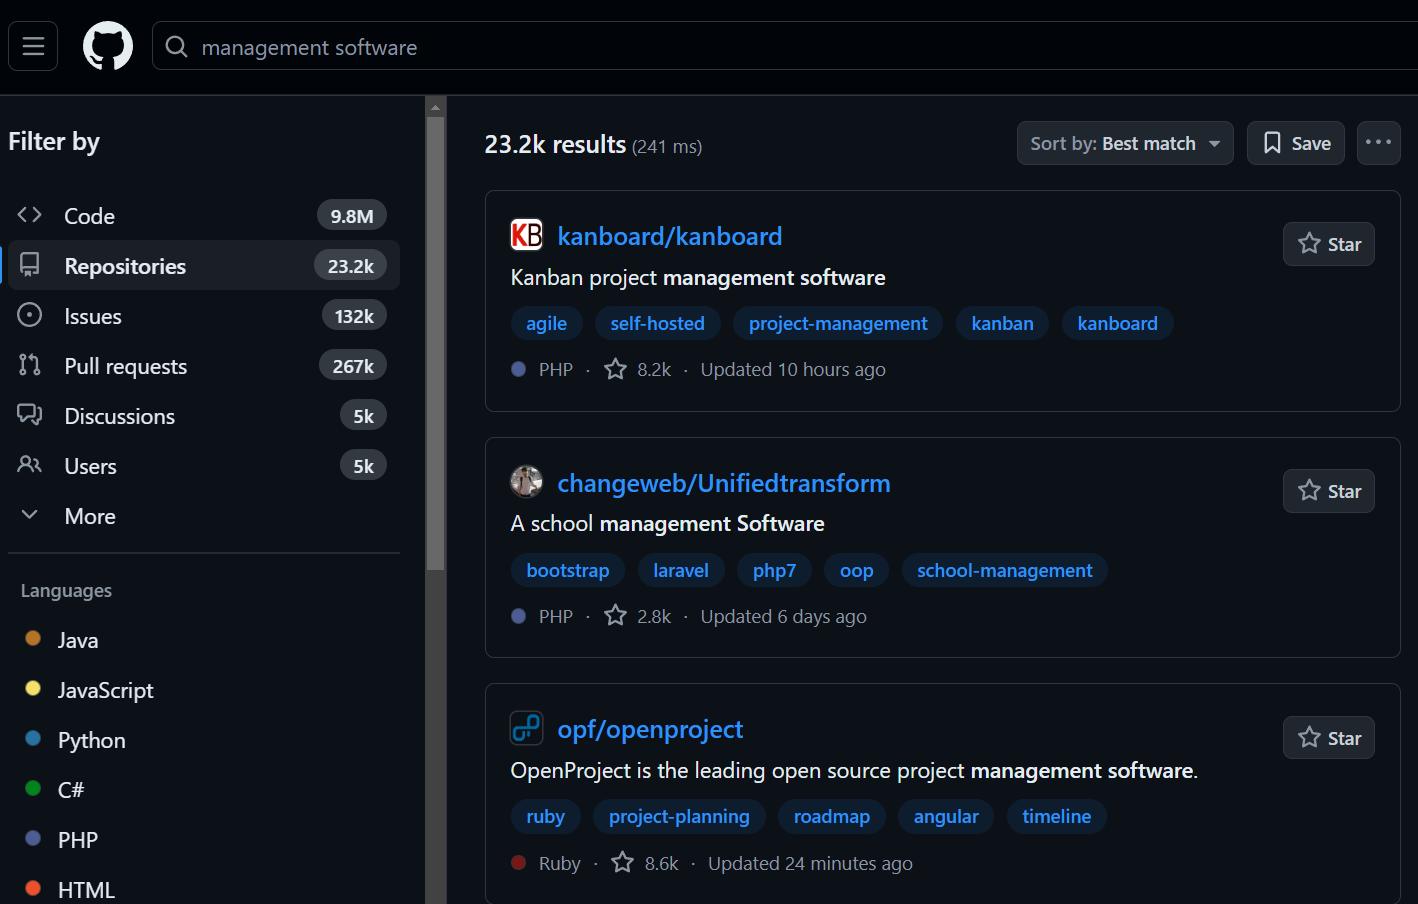 management software
Filter by
Code 9.8M
Repositories 23.2k
Issues 132k
Pull requests 267k
Discussions 5k
Users 5k
More
Languages
Java
JavaScript
Python
C#
PHP
HTML
23.2k results (241 ms)
Sort by: Best match
Save
KB kanboard/kanboard
Star
Kanban project management software
agile self-hosted project-management kanban kanboard
PHP · 8.2k · Updated 10 hours ago
changeweb/Unifiedtransform
Star
A school management Software
bootstrap laravel php7 oop school-management
PHP · 2.8k · Updated 6 days ago
opf/openproject
Star
OpenProject is the leading open source project management software.
ruby project-planning roadmap angular timeline
Ruby · 8.6k · Updated 24 minutes ago